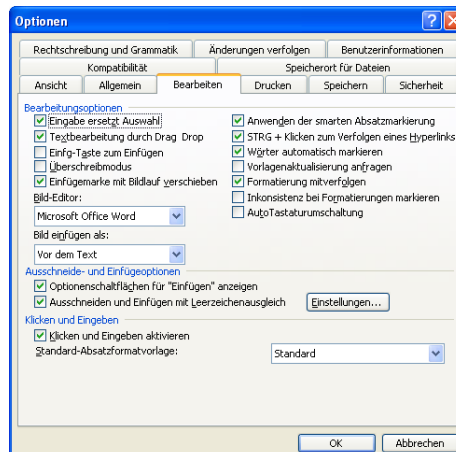 Optionen
Rechtschreibung und Grammatik Änderungen verfolgen Benutzerinformationen
Kompatibilität Speicherort für Dateien
Ansicht Allgemein Bearbeiten Drucken Speichern Sicherheit
Bearbeitungsoptionen
Eingabe ersetzt Auswahl
Textbearbeitung durch Drag Drop
Einfg-Taste zum Einfügen
Überschreibmodus
Einfügemarke mit Bildlauf verschieben
Bild-Editor:
Microsoft Office Word
Bild einfügen als:
Vor dem Text
Anwenden der smarten Absatzmarkierung
STRG + Klicken zum Verfolgen eines Hyperlinks
Wörter automatisch markieren
Vorlagenaktualisierung anfragen
Formatierung mitverfolgen
Inkonsistenz bei Formatierungen markieren
AutoTastaturumschaltung
Ausschneide- und Einfügeoptionen
Optionenschaltflächen für "Einfügen" anzeigen
Ausschneiden und Einfügen mit Leerzeichenausgleich Einstellungen...
Klicken und Eingeben
Klicken und Eingeben aktivieren
Standard-Absatzformatvorlage: Standard
OK Abbrechen